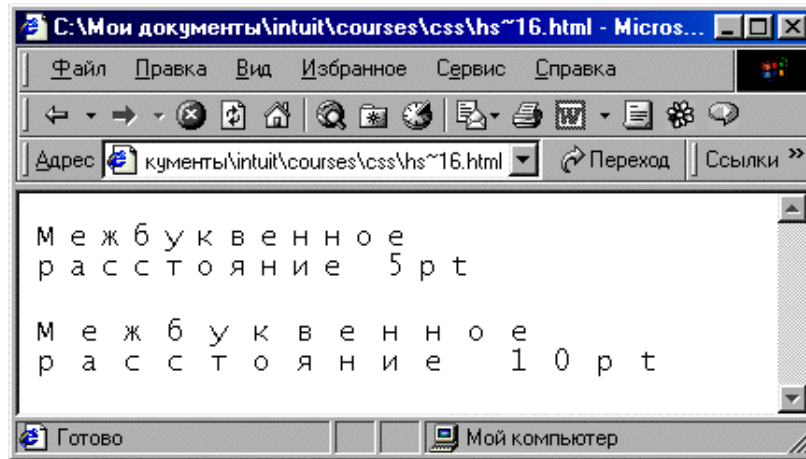 C:\Мои документы\intuit\courses\css\hs~16.html - Micros...
Файл Правка Вид Избранное Сервис Справка
Адрес кументы\intuit\courses\css\hs~16.html Переход Ссылки »
Межбуквенное
расстояние 5pt
Межбуквенное
расстояние 10pt
Готово Мой компьютер